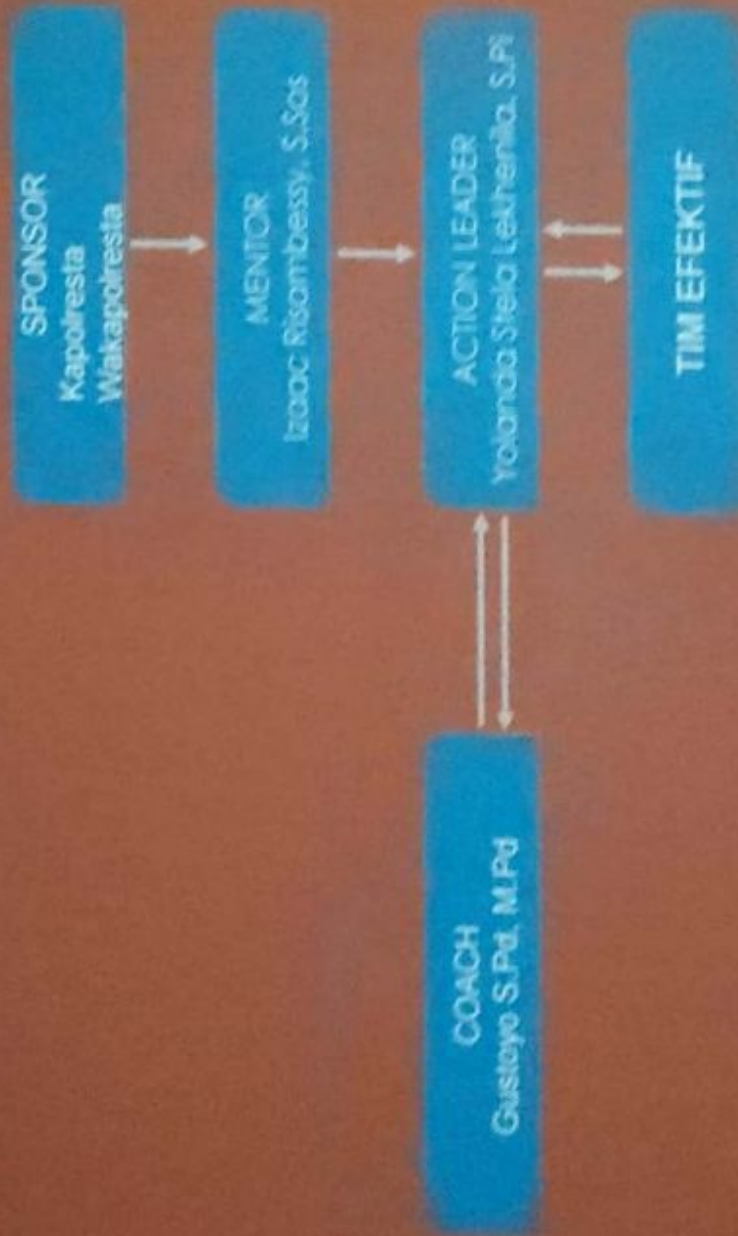 SPONSOR
Kapolresta
Wakapolresta
MENTOR
Izaac Risambessy, S.Sos
COACH
Gustoyo S.Pd, M.Pd
ACTION LEADER
Yolanda Stela Lekhenila, S.Pi
TIM EFEKTIF